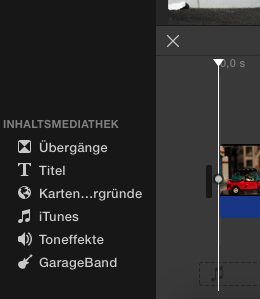 0,0 s
INHALTSMEDIATHEK
Übergänge
Titel
Karten...rgründe
iTunes
Toneffekte
GarageBand